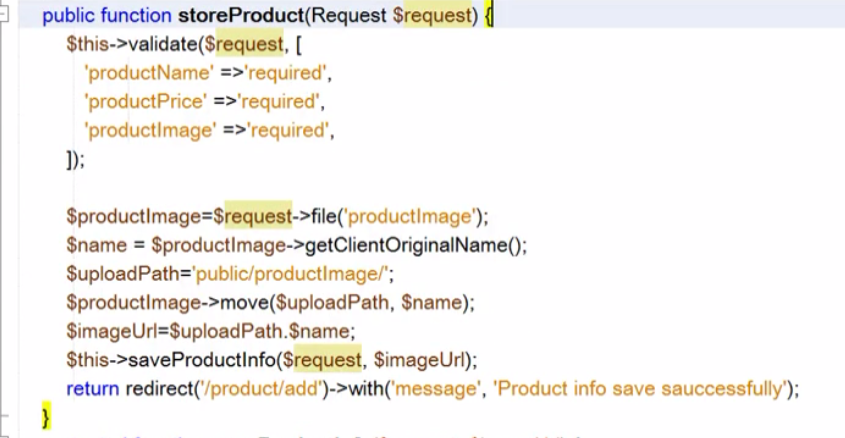 public function storeProduct(Request $request) {
$this->validate($request, [
'productName' =>'required',
'productPrice' =>'required',
'productImage' =>'required',
]);
$productImage=$request->file('productImage');
$name = $productImage->getClientOriginalName();
$uploadPath='public/productImage/';
$productImage->move($uploadPath, $name);
$imageUrl=$uploadPath.$name;
$this->saveProductInfo($request, $imageUrl);
return redirect('/product/add')->with('message', 'Product info save sauccessfully');
}